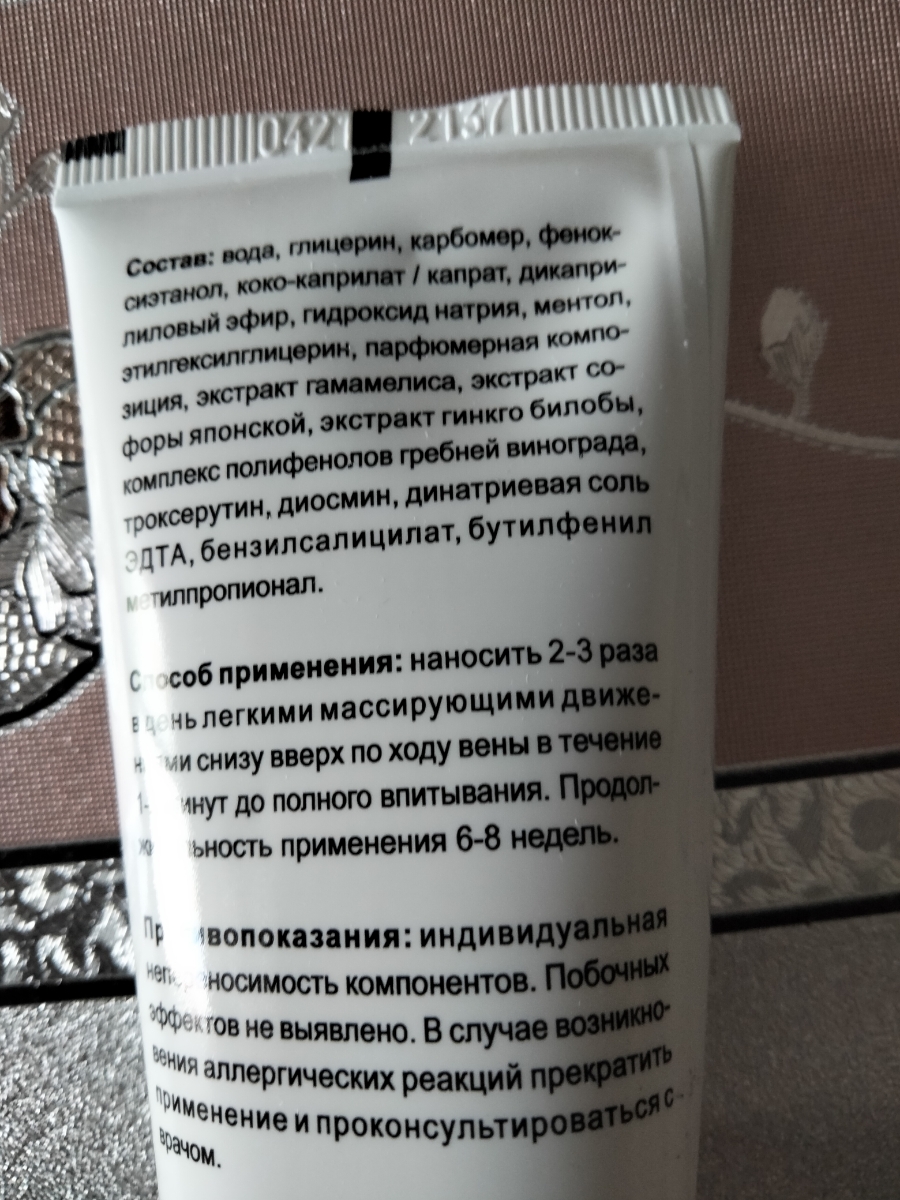 0421 2137
Состав: вода, глицерин, карбомер, фенок-
сиэтанол, коко-каприлат / капрат, дикапри-
лиловый эфир, гидроксид натрия, ментол,
этилгексилглицерин, парфюмерная компо-
зиция, экстракт гамамелиса, экстракт со-
форы японской, экстракт гинкго билобы,
комплекс полифенолов гребней винограда,
троксерутин, диосмин, динатриевая соль
ЭДТА, бензилсалицилат, бутилфенил
метилпропионал.
Способ применения: наносить 2-3 раза
в день легкими массирующими движе-
ниями снизу вверх по ходу вены в течение
минут до полного впитывания. Продол-
жительность применения 6-8 недель.
Противопоказания: индивидуальная
непереносимость компонентов. Побочных
эффектов не выявлено. В случае возникно-
вения аллергических реакций прекратить
применение и проконсультироваться с
врачом.